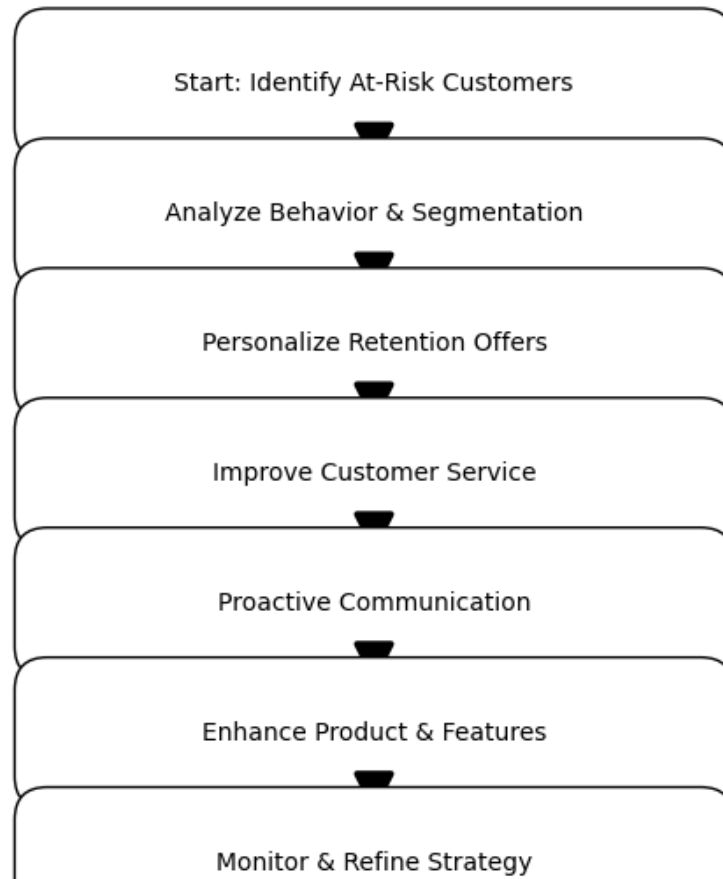 Start: Identify At-Risk Customers
Analyze Behavior & Segmentation
Personalize Retention Offers
Improve Customer Service
Proactive Communication
Enhance Product & Features
Monitor & Refine Strategy